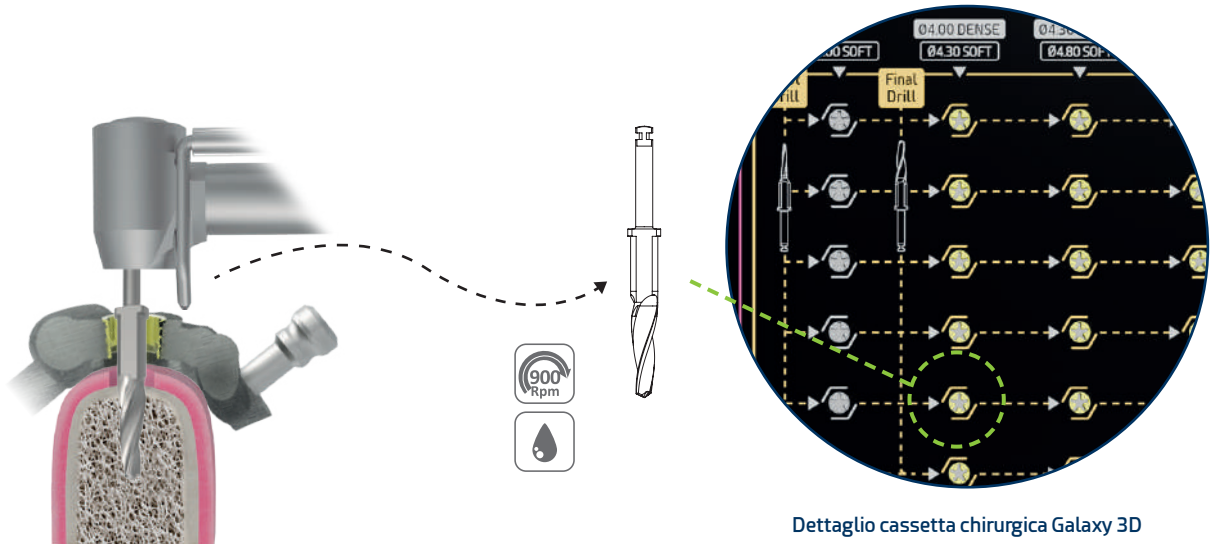 Ø4.00 DENSE
Ø4.30 SOFT
Ø4.80 SOFT
Final
Drill
900
Rpm
Dettaglio cassetta chirurgica Galaxy 3D